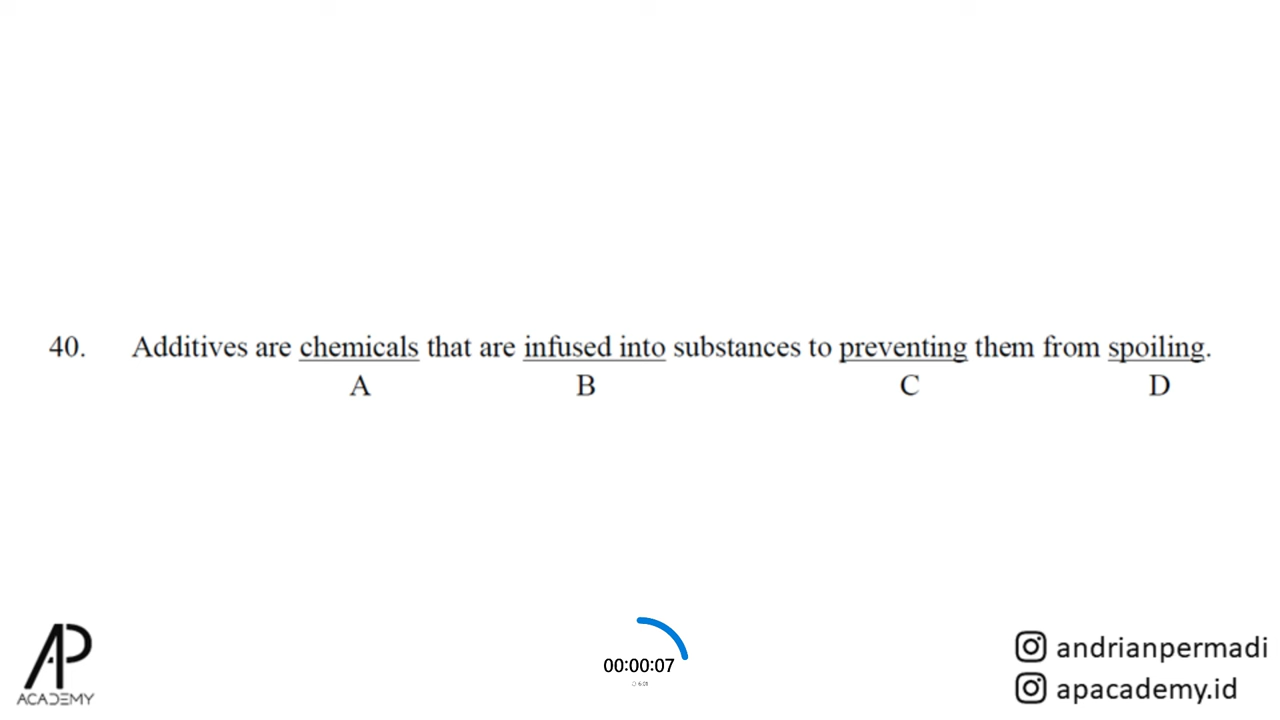 40. Additives are chemicals that are infused into substances to preventing them from spoiling.
A B C D
AP
ACADEMY
00:00:07
andrianpermadi
apacademy.id